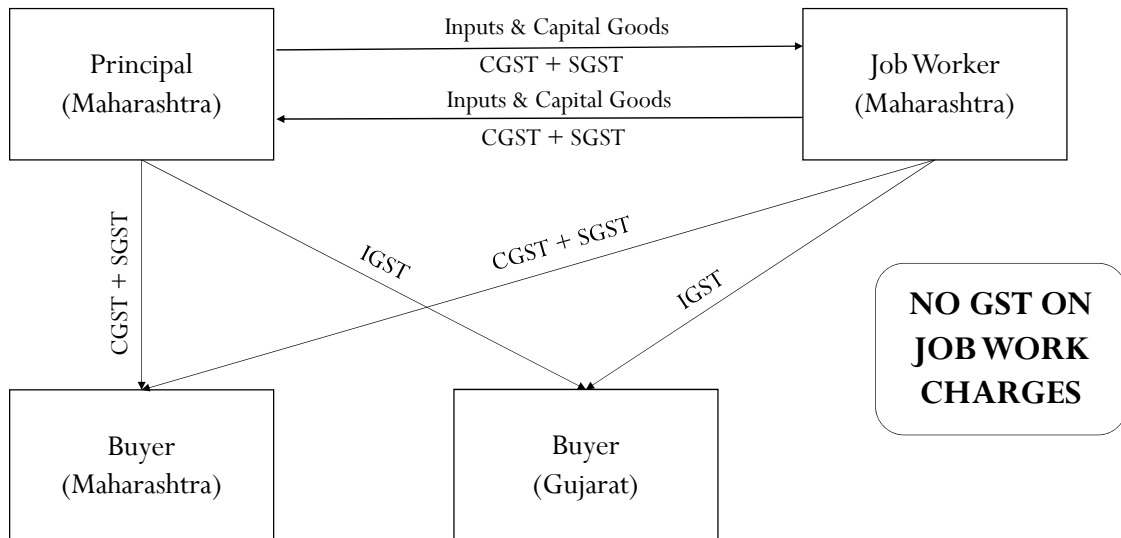 Inputs & Capital Goods
Principal
(Maharashtra)
CGST + SGST
Job Worker
(Maharashtra)
Inputs & Capital Goods
CGST + SGST
CGST + SGST
IGST
CGST + SGST
IGST
NO GST ON
JOB WORK
CHARGES
Buyer
(Maharashtra)
Buyer
(Gujarat)